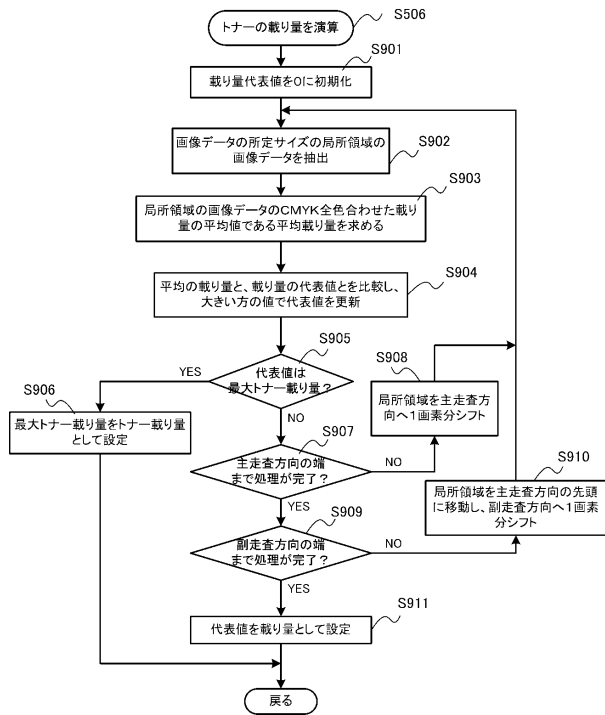 トナーの載り量を演算
S506
S901
載り量代表値を0に初期化
S902
画像データの所定サイズの局所領域の
画像データを抽出
S903
局所領域の画像データのCMYK全色合わせた載り
量の平均値である平均載り量を求める
S904
平均の載り量と、載り量の代表値とを比較し、
大きい方の値で代表値を更新
S905
代表値は
最大トナー載り量？
YES
NO
S906
最大トナー載り量をトナー載り量
として設定
S907
主走査方向の端
まで処理が完了？
NO
YES
S908
局所領域を主走査方
向へ1画素分シフト
S909
副走査方向の端
まで処理が完了？
NO
YES
S910
局所領域を主走査方向の先頭
に移動し、副走査方向へ1画素
分シフト
S911
代表値を載り量として設定
戻る